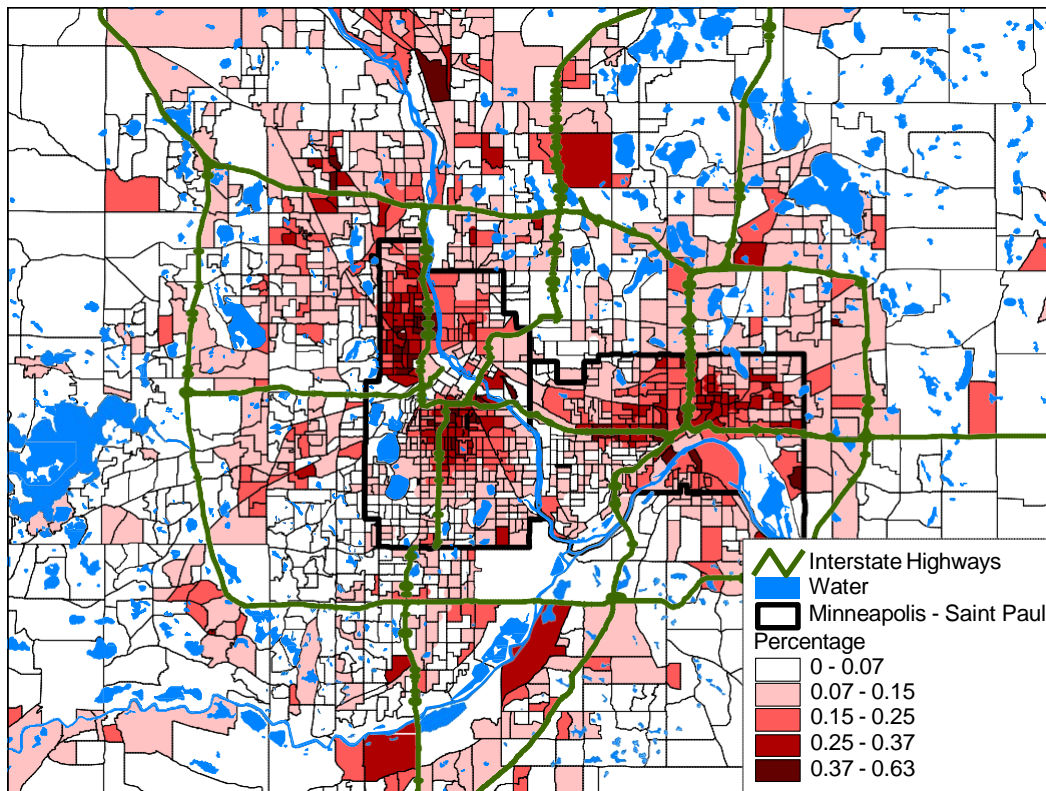 Interstate Highways
Water
Minneapolis - Saint Paul
Percentage
0 - 0.07
0.07 - 0.15
0.15 - 0.25
0.25 - 0.37
0.37 - 0.63